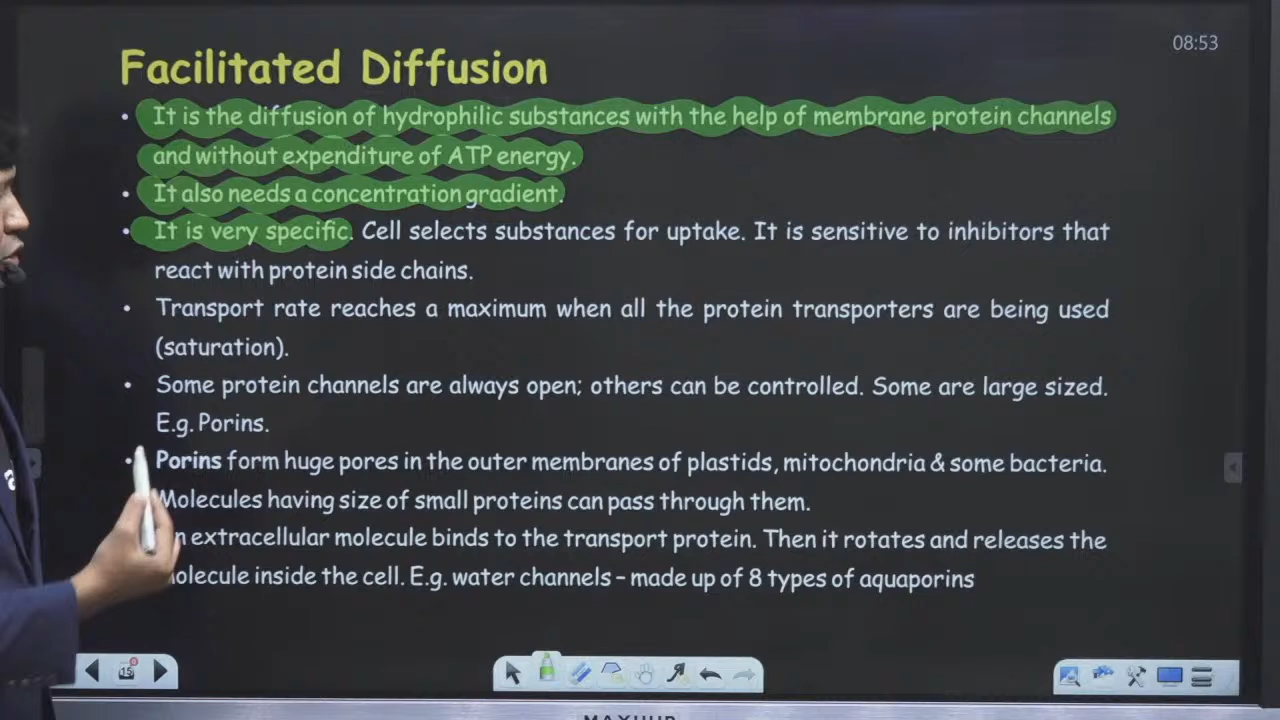 08:53
Facilitated Diffusion
• It is the diffusion of hydrophilic substances with the help of membrane protein channels
and without expenditure of ATP energy.
• It also needs a concentration gradient.
• It is very specific. Cell selects substances for uptake. It is sensitive to inhibitors that
react with protein side chains.
• Transport rate reaches a maximum when all the protein transporters are being used
(saturation).
• Some protein channels are always open; others can be controlled. Some are large sized.
E.g. Porins.
• Porins form huge pores in the outer membranes of plastids, mitochondria & some bacteria.
Molecules having size of small proteins can pass through them.
extracellular molecule binds to the transport protein. Then it rotates and releases the
molecule inside the cell. E.g. water channels – made up of 8 types of aquaporins
15